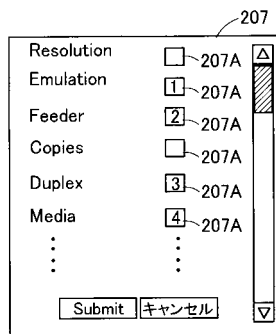 207
Resolution 207A
Emulation 1 207A
Feeder 2 207A
Copies 207A
Duplex 3 207A
Media 4 207A
Submit キャンセル